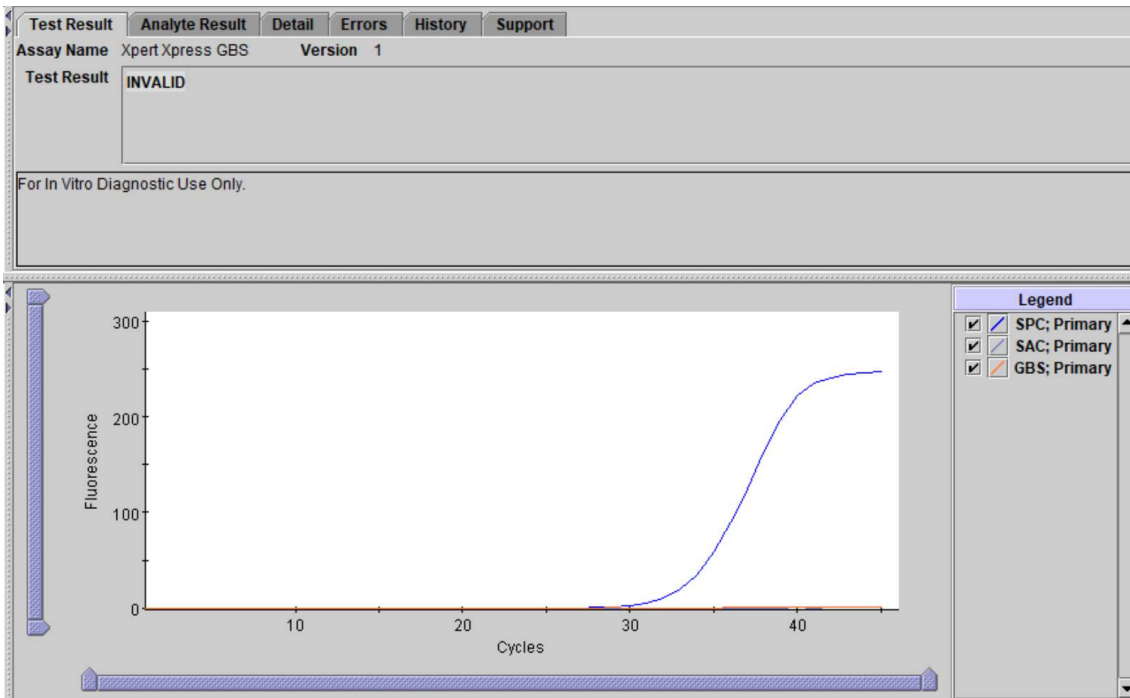 Test Result Analyte Result Detail Errors History Support
Assay Name Xpert Xpress GBS Version 1
Test Result INVALID
For In Vitro Diagnostic Use Only.
Legend
SPC; Primary
SAC; Primary
GBS; Primary
300
200
100
0
Fluorescence
10 20 30 40
Cycles